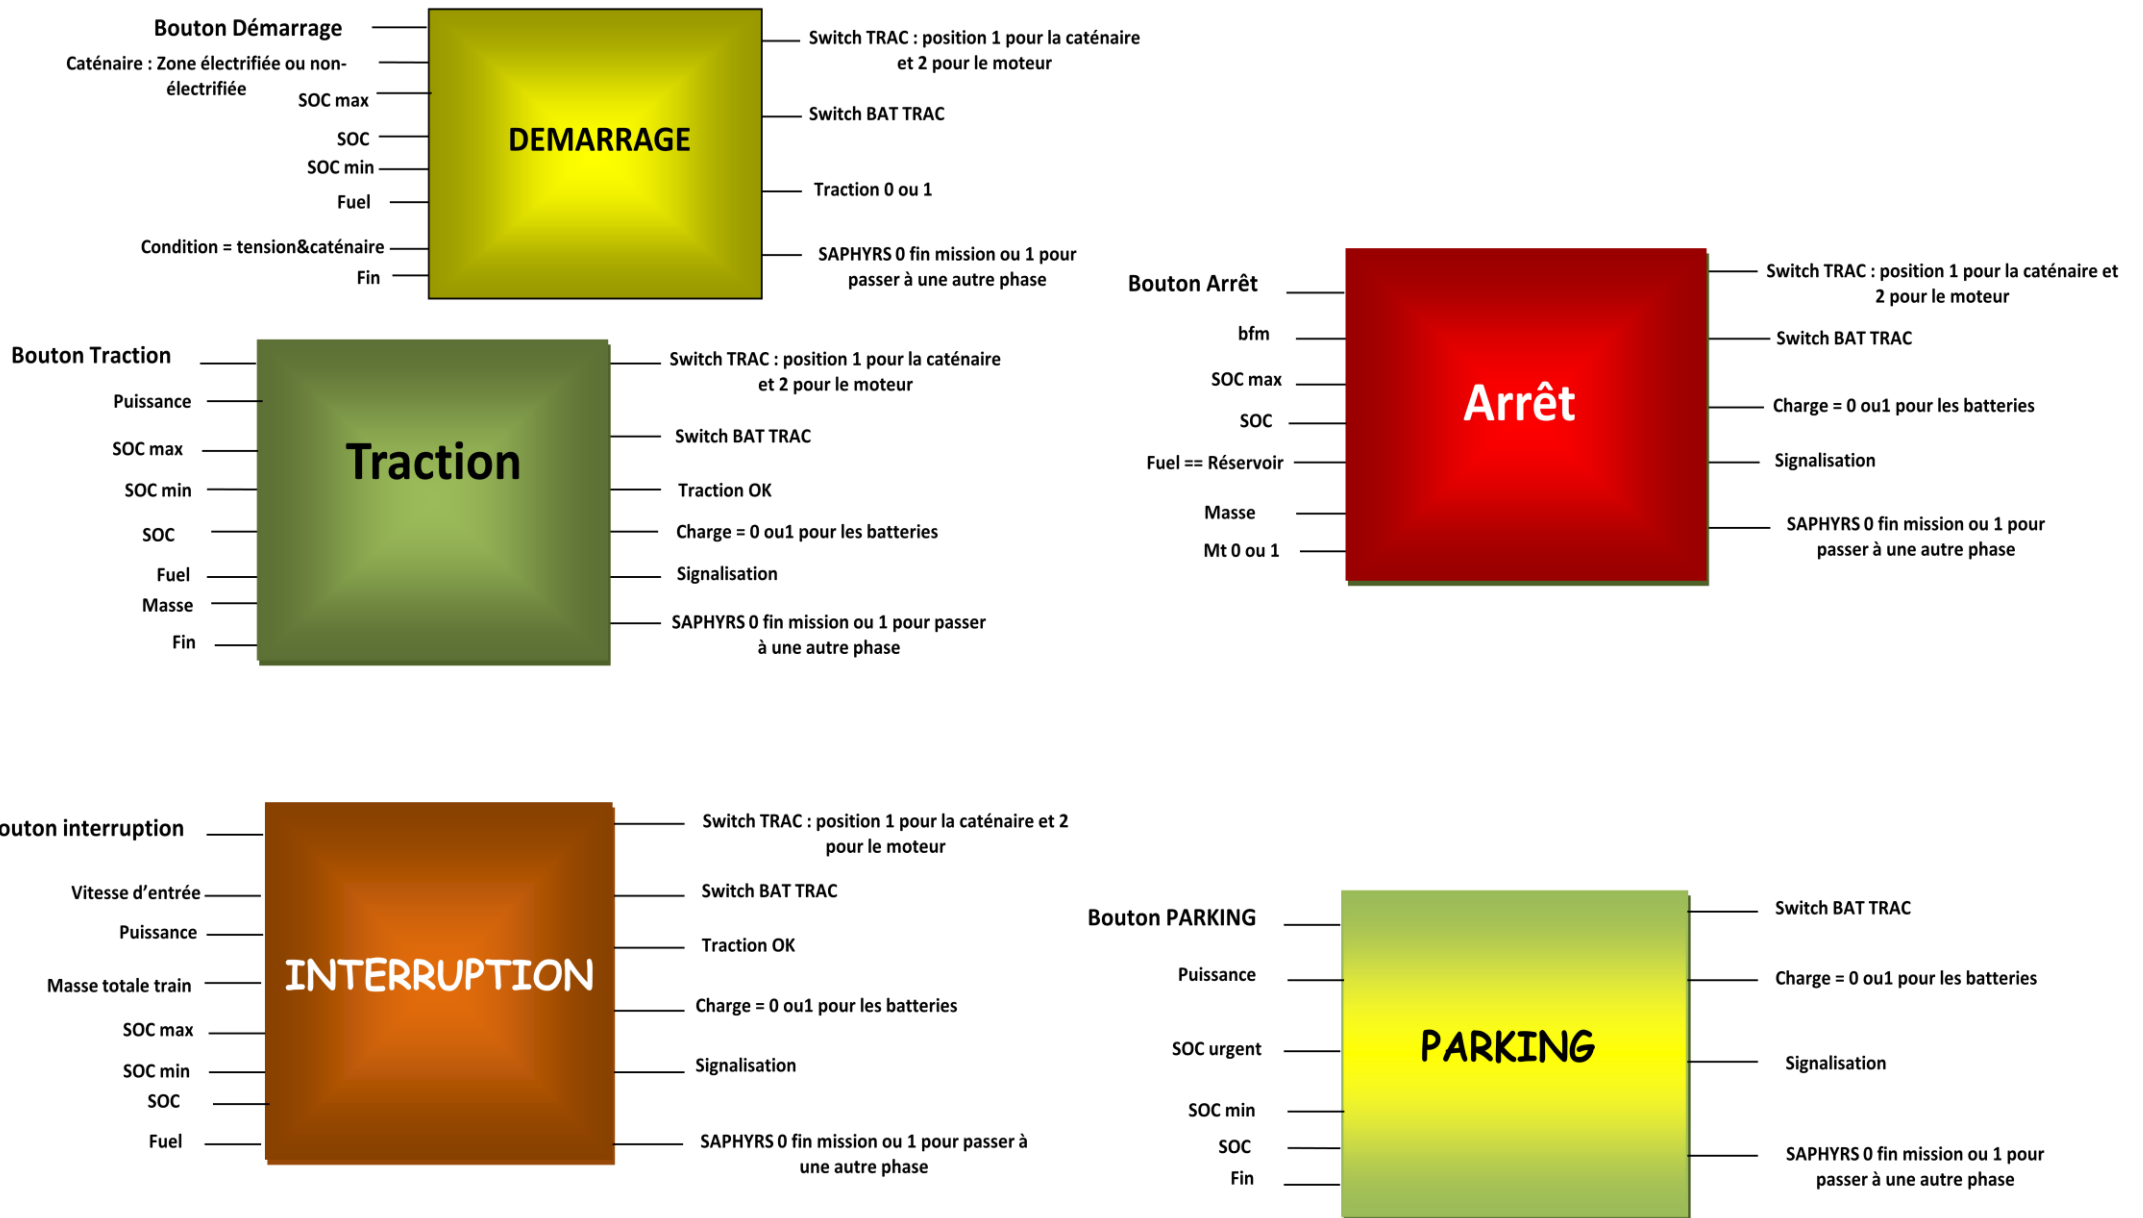 Bouton Démarrage
Caténaire : Zone électrifiée ou non-
électrifiée
SOC max
SOC
SOC min
Fuel
Condition = tension&caténaire
Fin
DEMARRAGE
Switch TRAC : position 1 pour la caténaire
et 2 pour le moteur
Switch BAT TRAC
Traction 0 ou 1
SAPHYRS 0 fin mission ou 1 pour
passer à une autre phase
Bouton Traction
Puissance
SOC max
SOC min
SOC
Fuel
Masse
Fin
Traction
Switch TRAC : position 1 pour la caténaire
et 2 pour le moteur
Switch BAT TRAC
Traction OK
Charge = 0 ou1 pour les batteries
Signalisation
SAPHYRS 0 fin mission ou 1 pour passer
à une autre phase
Bouton Arrêt
bfm
SOC max
SOC
Fuel == Réservoir
Masse
Mt 0 ou 1
Arrêt
Switch TRAC : position 1 pour la caténaire et
2 pour le moteur
Switch BAT TRAC
Charge = 0 ou1 pour les batteries
Signalisation
SAPHYRS 0 fin mission ou 1 pour
passer à une autre phase
outon interruption
Vitesse d'entrée
Puissance
Masse totale train
SOC max
SOC min
SOC
Fuel
INTERRUPTION
Switch TRAC : position 1 pour la caténaire et 2
pour le moteur
Switch BAT TRAC
Traction OK
Charge = 0 ou1 pour les batteries
Signalisation
SAPHYRS 0 fin mission ou 1 pour passer à
une autre phase
Bouton PARKING
Puissance
SOC urgent
SOC min
SOC
Fin
PARKING
Switch BAT TRAC
Charge = 0 ou1 pour les batteries
Signalisation
SAPHYRS 0 fin mission ou 1 pour
passer à une autre phase